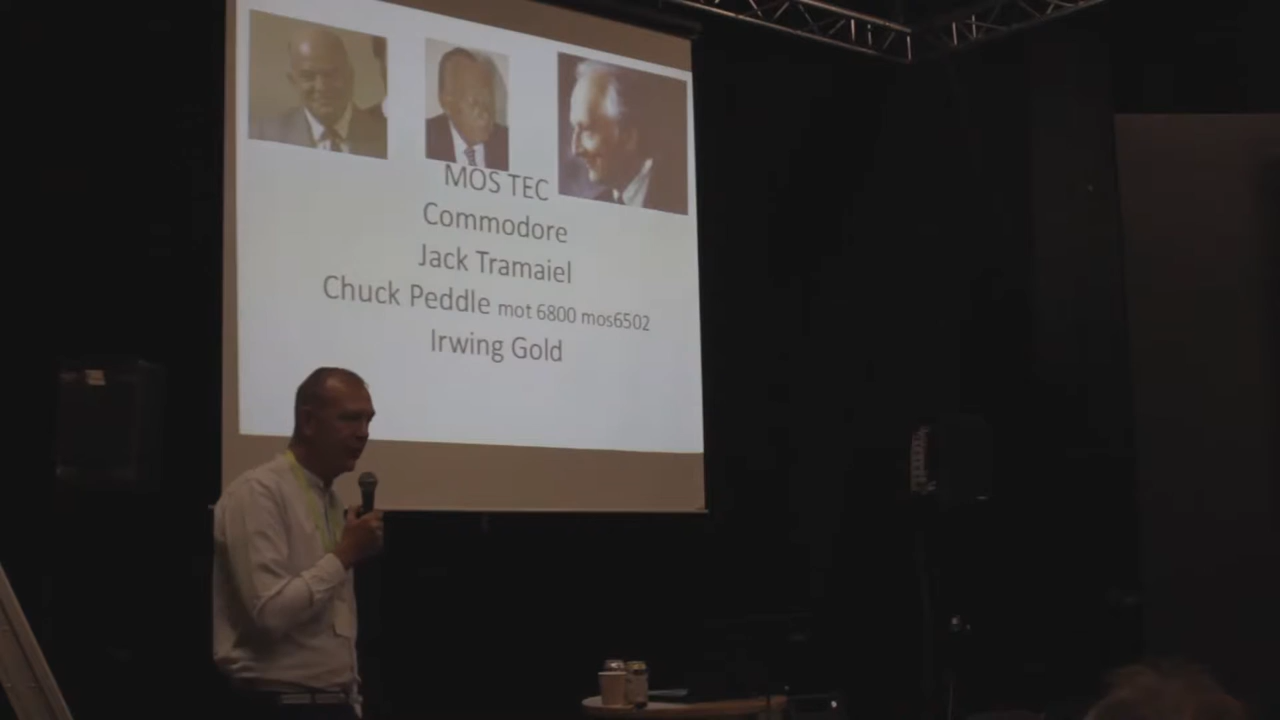 MOS TEC
Commodore
Jack Tramaiel
Chuck Peddle mot 6800 mos6502
Irwing Gold